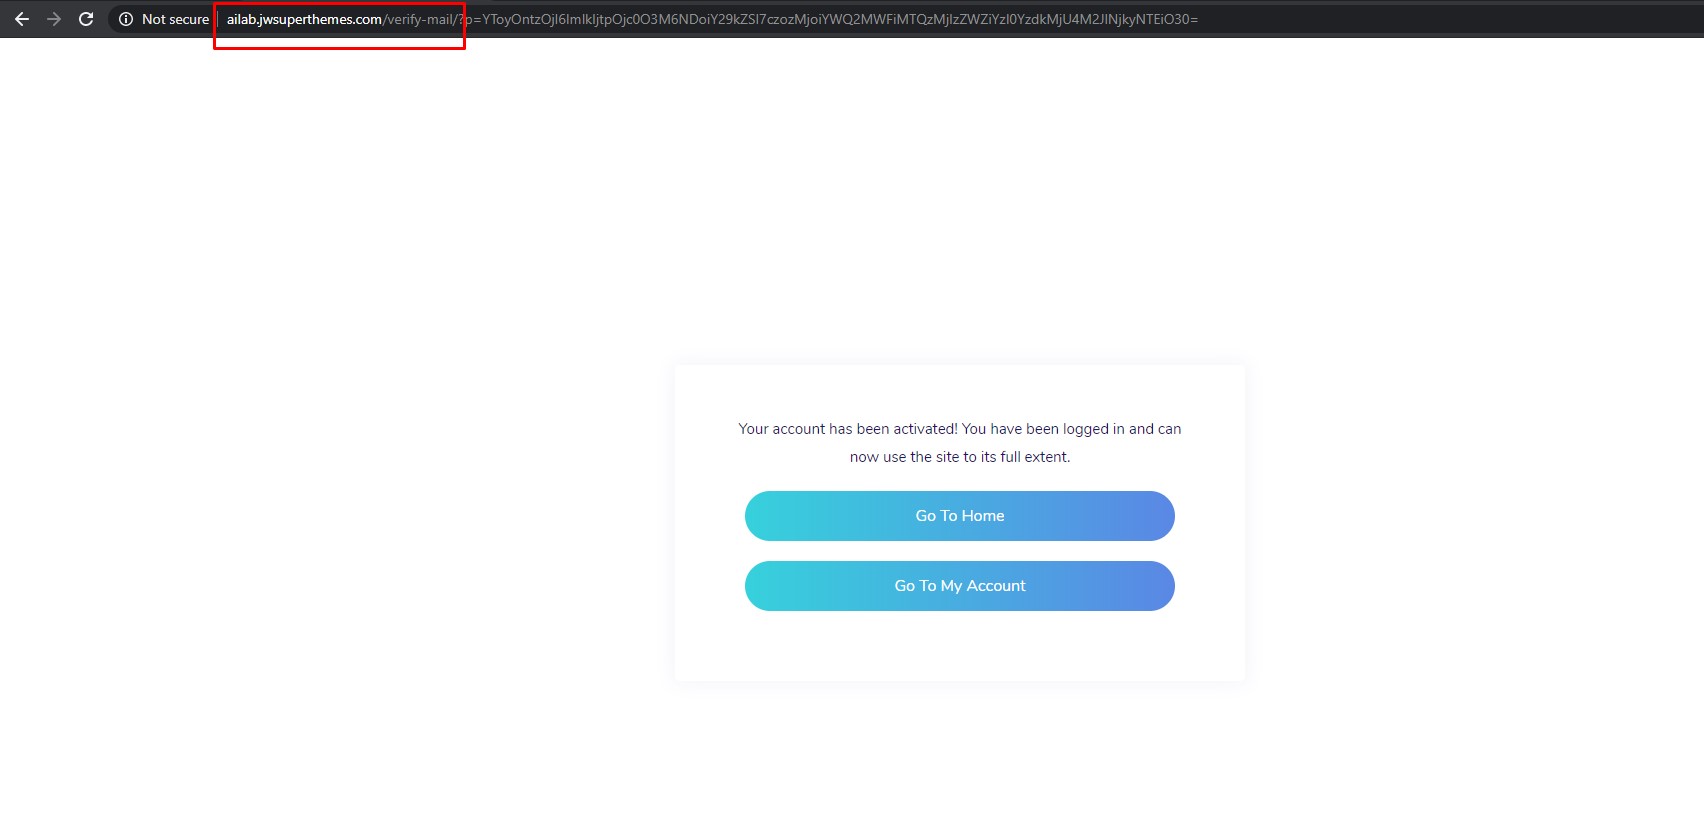 Not secure | ailab.jwsuperthemes.com/verify-mail/?p=YToyOntzOjI6ImlkIjtpOjc0O3M6NDoiY29kZSI7czozMjoiYWQ2MWFiMTQzMjIzZWZiYzI0YzdkMjU4M2JlNjkyNTEiO30=
Your account has been activated! You have been logged in and can
now use the site to its full extent.
Go To Home
Go To My Account